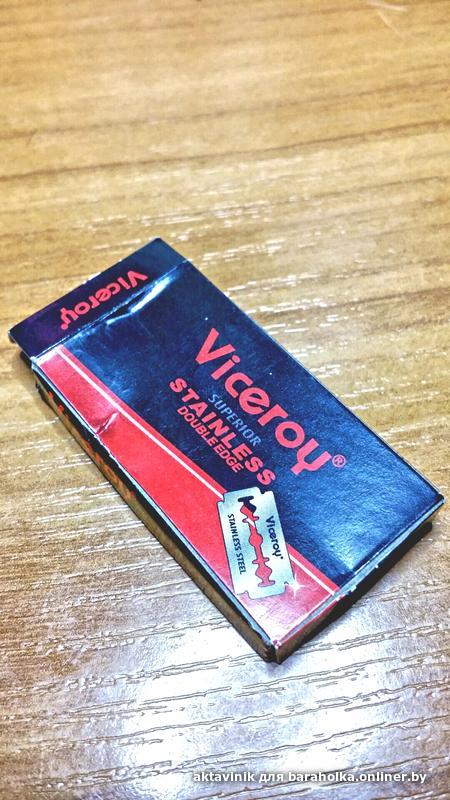 Viceroy®
Viceroy®
SUPERIOR
STAINLESS
DOUBLE EDGE
Viceroy®
STAINLESS STEEL
aktavinik для baraholka.onliner.by